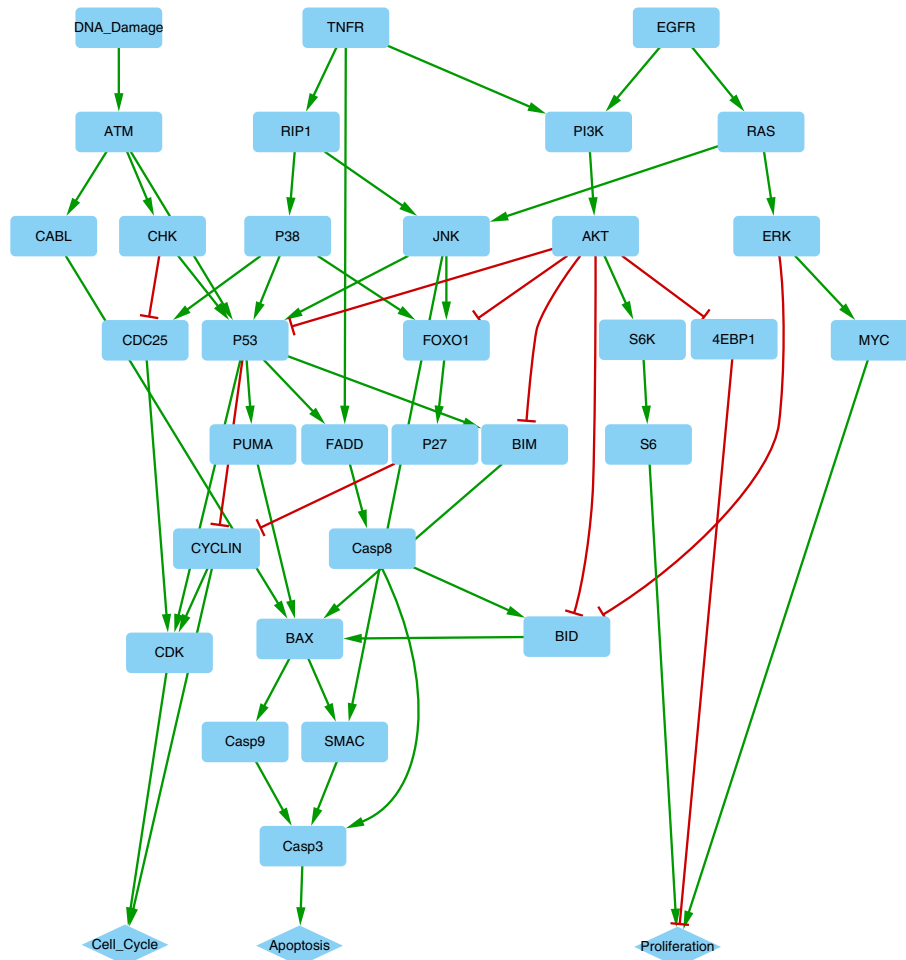 DNA_Damage
TNFR
EGFR
ATM
RIP1
PI3K
RAS
CABL
CHK
P38
JNK
AKT
ERK
CDC25
P53
FOXO1
S6K
4EBP1
MYC
PUMA
FADD
P27
BIM
S6
CYCLIN
Casp8
CDK
BAX
BID
Casp9
SMAC
Casp3
Cell_Cycle
Apoptosis
Proliferation